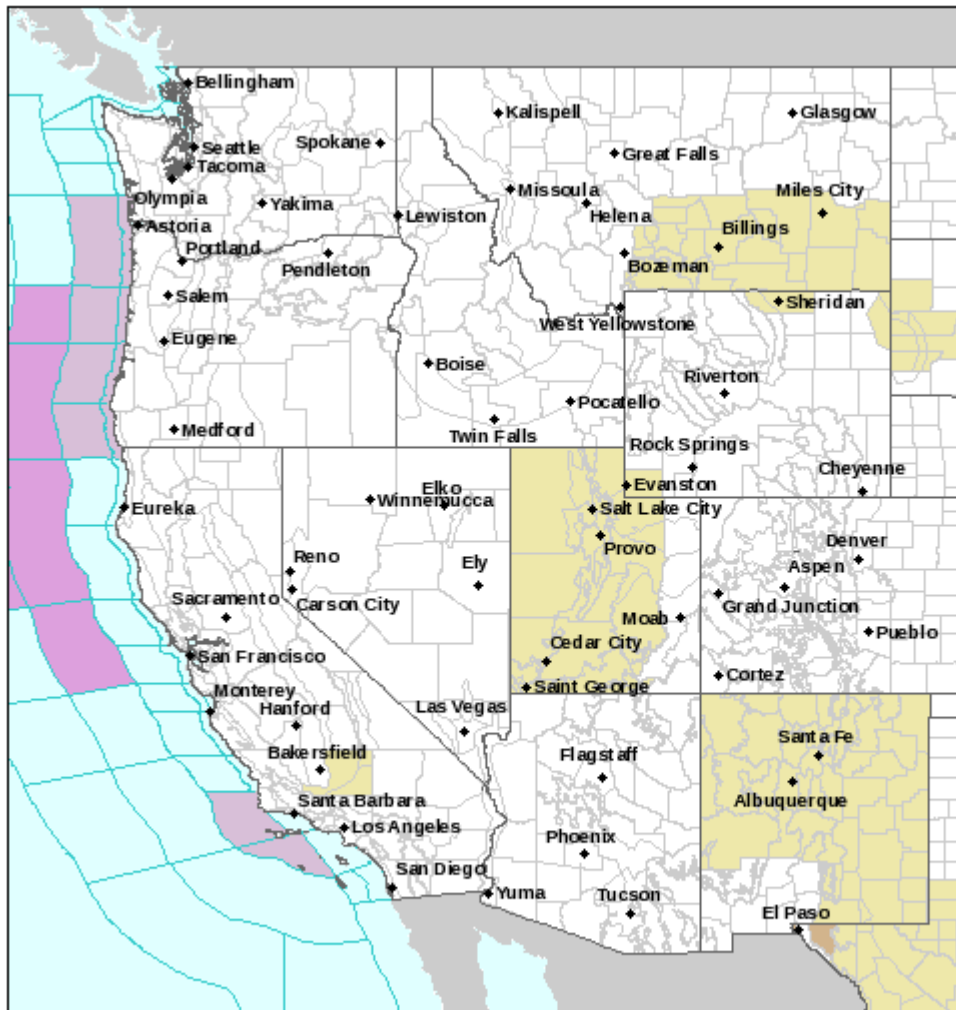 Bellingham
Kalispell
Glasgow
Seattle
Spokane
Great Falls
Tacoma
Missoula
Miles City
Olympia
Yakima
Lewiston
Helena
Astoria
Billings
Portland
Pendleton
Bozeman
Salem
Sheridan
West Yellowstone
Eugene
Boise
Riverton
Pocatello
Medford
Twin Falls
Rock Springs
Cheyenne
Elko
Evanston
Winnemucca
Eureka
Salt Lake City
Provo
Denver
Reno
Ely
Aspen
Sacramento
Carson City
Grand Junction
Moab
Pueblo
Cedar City
San Francisco
Cortez
Saint George
Monterey
Hanford
Las Vegas
Santa Fe
Bakersfield
Flagstaff
Albuquerque
Santa Barbara
Los Angeles
Phoenix
San Diego
Yuma
Tucson
El Paso